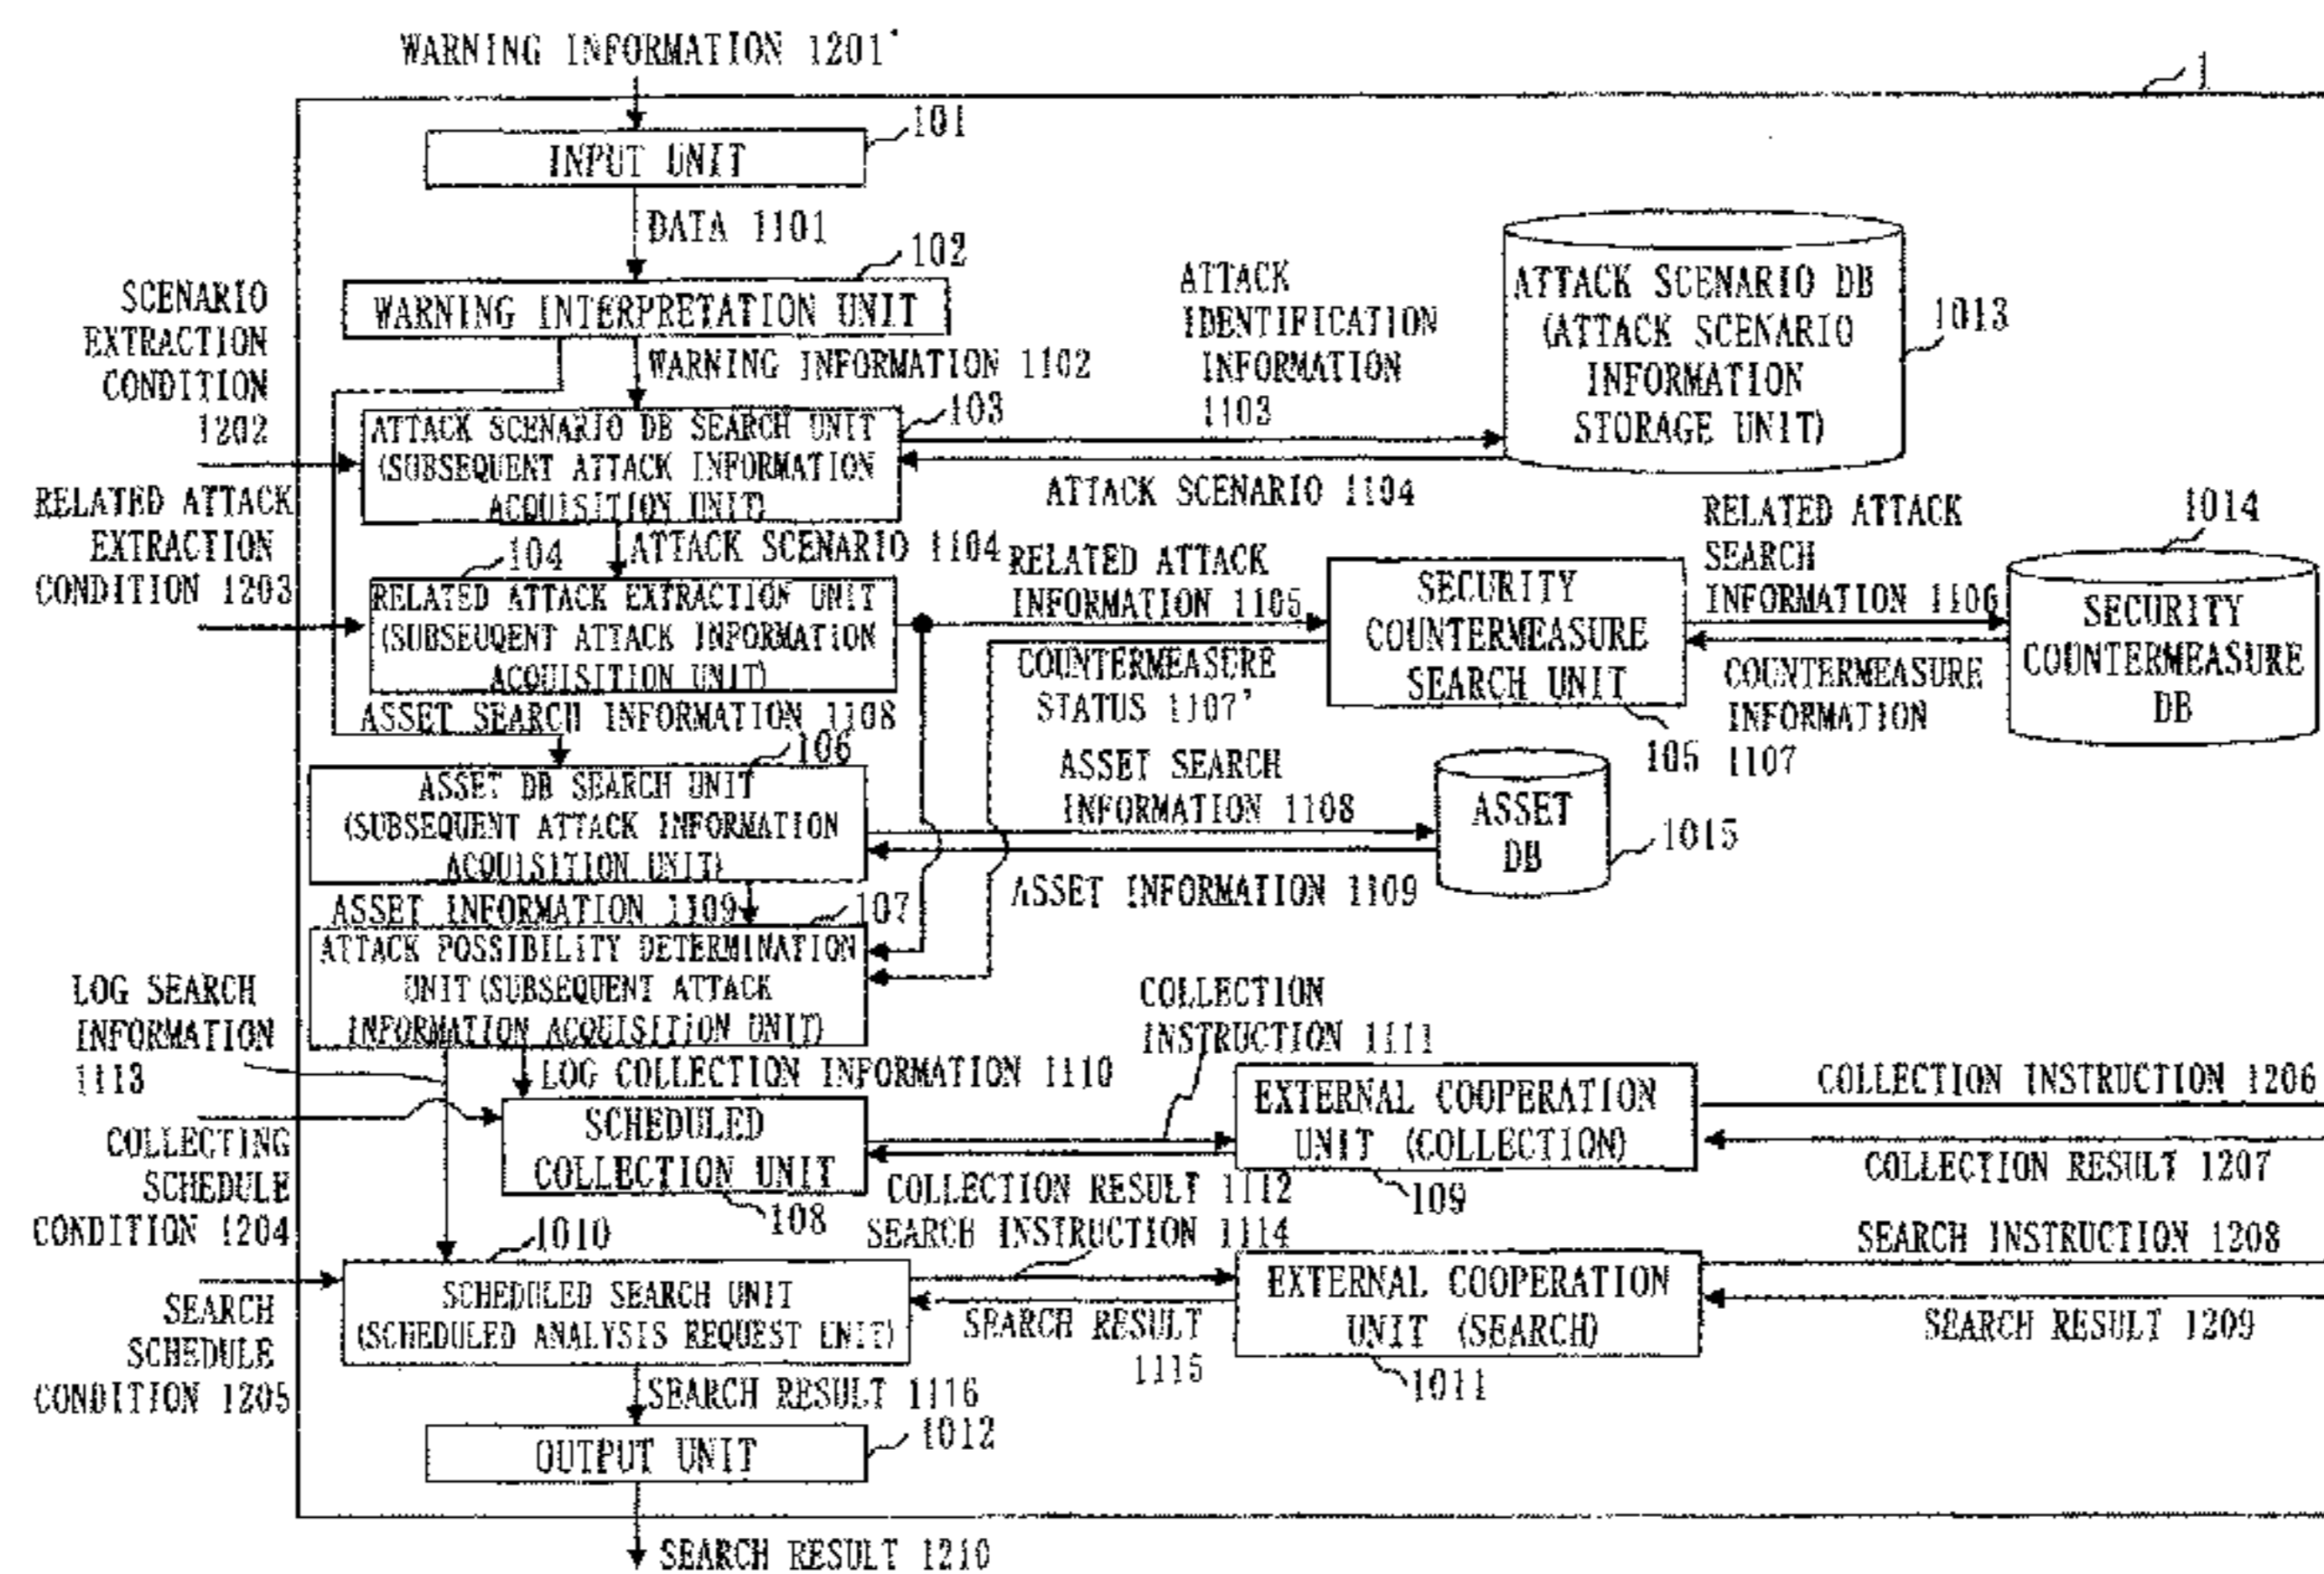 WARNING INFORMATION 1201'
1
101
INPUT UNIT
DATA 1101
102
WARNING INTERPRETATION UNIT
WARNING INFORMATION 1102
SCENARIO
EXTRACTION
CONDITION
1202
103
ATTACK SCENARIO DB SEARCH UNIT
(SUBSEQUENT ATTACK INFORMATION
ACQUISITION UNIT)
ATTACK
IDENTIFICATION
INFORMATION
1103
ATTACK SCENARIO DB
(ATTACK SCENARIO
INFORMATION
STORAGE UNIT)
1013
ATTACK SCENARIO 1104
RELATED ATTACK
EXTRACTION
CONDITION 1203
104
ATTACK SCENARIO 1104
RELATED ATTACK EXTRACTION UNIT
(SUBSEUQENT ATTACK INFORMATION
ACQUISITION UNIT)
RELATED ATTACK
INFORMATION 1105
SECURITY
COUNTERMEASURE
SEARCH UNIT
105
RELATED ATTACK
SEARCH
INFORMATION 1106
1014
SECURITY
COUNTERMEASURE
DB
COUNTERMEASURE
STATUS 1107'
COUNTERMEASURE
INFORMATION
1107
ASSET SEARCH INFORMATION 1108
106
ASSET DB SEARCH UNIT
(SUBSEQUENT ATTACK INFORMATION
ACQUISITION UNIT)
ASSET SEARCH
INFORMATION 1108
ASSET
DB
1015
ASSET INFORMATION 1109
ASSET INFORMATION 1109
107
ATTACK POSSIBILITY DETERMINATION
UNIT (SUBSEQUENT ATTACK
INFORMATION ACQUISITION UNIT)
LOG SEARCH
INFORMATION
1113
LOG COLLECTION INFORMATION 1110
COLLECTION
INSTRUCTION 1111
SCHEDULED
COLLECTION UNIT
108
EXTERNAL COOPERATION
UNIT (COLLECTION)
109
COLLECTION INSTRUCTION 1206
COLLECTION RESULT 1207
COLLECTING
SCHEDULE
CONDITION 1204
COLLECTION RESULT 1112
SEARCH INSTRUCTION 1114
1010
SCHEDULED SEARCH UNIT
(SCHEDULED ANALYSIS REQUEST UNIT)
EXTERNAL COOPERATION
UNIT (SEARCH)
1011
SEARCH INSTRUCTION 1208
SEARCH RESULT 1209
SEARCH
SCHEDULE
CONDITION 1205
SEARCH RESULT
1115
SEARCH RESULT 1116
1012
OUTPUT UNIT
SEARCH RESULT 1210